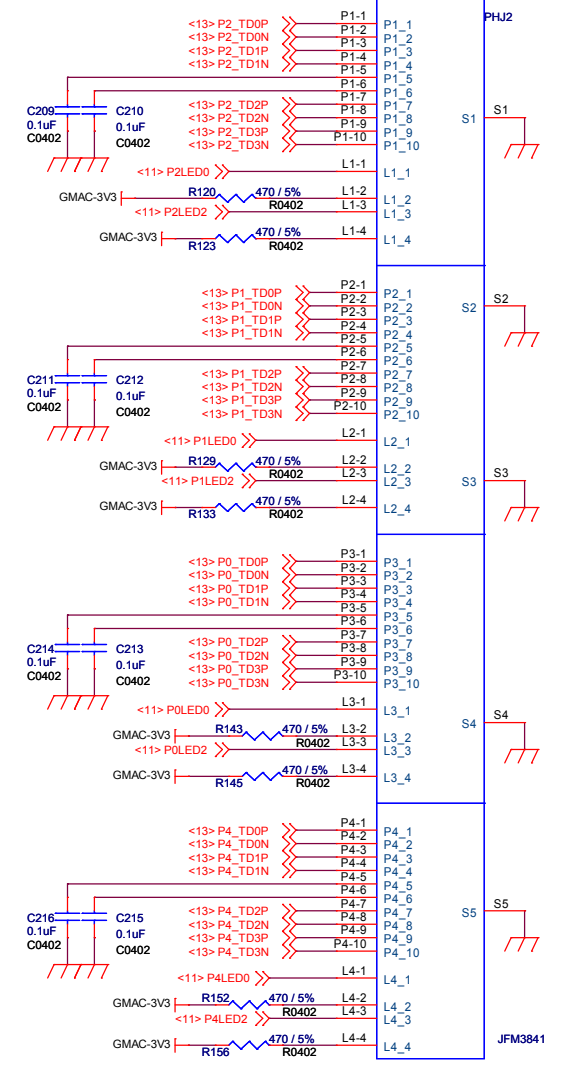 PHJ2
<13> P2_TD0P P1-1 P1_1
<13> P2_TD0N P1-2 P1_2
<13> P2_TD1P P1-3 P1_3
<13> P2_TD1N P1-4 P1_4
P1-5 P1_5
P1-6 P1_6
<13> P2_TD2P P1-7 P1_7
<13> P2_TD2N P1-8 P1_8
<13> P2_TD3P P1-9 P1_9
<13> P2_TD3N P1-10 P1_10
C209 0.1uF C0402
C210 0.1uF C0402
S1 S1
<11> P2LED0 L1-1 L1_1
GMAC-3V3 R120 470 / 5% R0402 L1-2 L1_2
<11> P2LED2 L1-3 L1_3
GMAC-3V3 R123 470 / 5% R0402 L1-4 L1_4
<13> P1_TD0P P2-1 P2_1
<13> P1_TD0N P2-2 P2_2
<13> P1_TD1P P2-3 P2_3
<13> P1_TD1N P2-4 P2_4
P2-5 P2_5
P2-6 P2_6
<13> P1_TD2P P2-7 P2_7
<13> P1_TD2N P2-8 P2_8
<13> P1_TD3P P2-9 P2_9
<13> P1_TD3N P2-10 P2_10
S2 S2
C211 0.1uF C0402
C212 0.1uF C0402
<11> P1LED0 L2-1 L2_1
GMAC-3V3 R129 470 / 5% R0402 L2-2 L2_2
<11> P1LED2 L2-3 L2_3
S3 S3
GMAC-3V3 R133 470 / 5% R0402 L2-4 L2_4
<13> P0_TD0P P3-1 P3_1
<13> P0_TD0N P3-2 P3_2
<13> P0_TD1P P3-3 P3_3
<13> P0_TD1N P3-4 P3_4
P3-5 P3_5
P3-6 P3_6
<13> P0_TD2P P3-7 P3_7
<13> P0_TD2N P3-8 P3_8
<13> P0_TD3P P3-9 P3_9
<13> P0_TD3N P3-10 P3_10
C214 0.1uF C0402
C213 0.1uF C0402
<11> P0LED0 L3-1 L3_1
S4 S4
GMAC-3V3 R143 470 / 5% R0402 L3-2 L3_2
<11> P0LED2 L3-3 L3_3
GMAC-3V3 R145 470 / 5% R0402 L3-4 L3_4
<13> P4_TD0P P4-1 P4_1
<13> P4_TD0N P4-2 P4_2
<13> P4_TD1P P4-3 P4_3
<13> P4_TD1N P4-4 P4_4
P4-5 P4_5
P4-6 P4_6
<13> P4_TD2P P4-7 P4_7
<13> P4_TD2N P4-8 P4_8
<13> P4_TD3P P4-9 P4_9
<13> P4_TD3N P4-10 P4_10
C216 0.1uF C0402
C215 0.1uF C0402
S5 S5
<11> P4LED0 L4-1 L4_1
GMAC-3V3 R152 470 / 5% R0402 L4-2 L4_2
<11> P4LED2 L4-3 L4_3
GMAC-3V3 R156 470 / 5% R0402 L4-4 L4_4
JFM3841